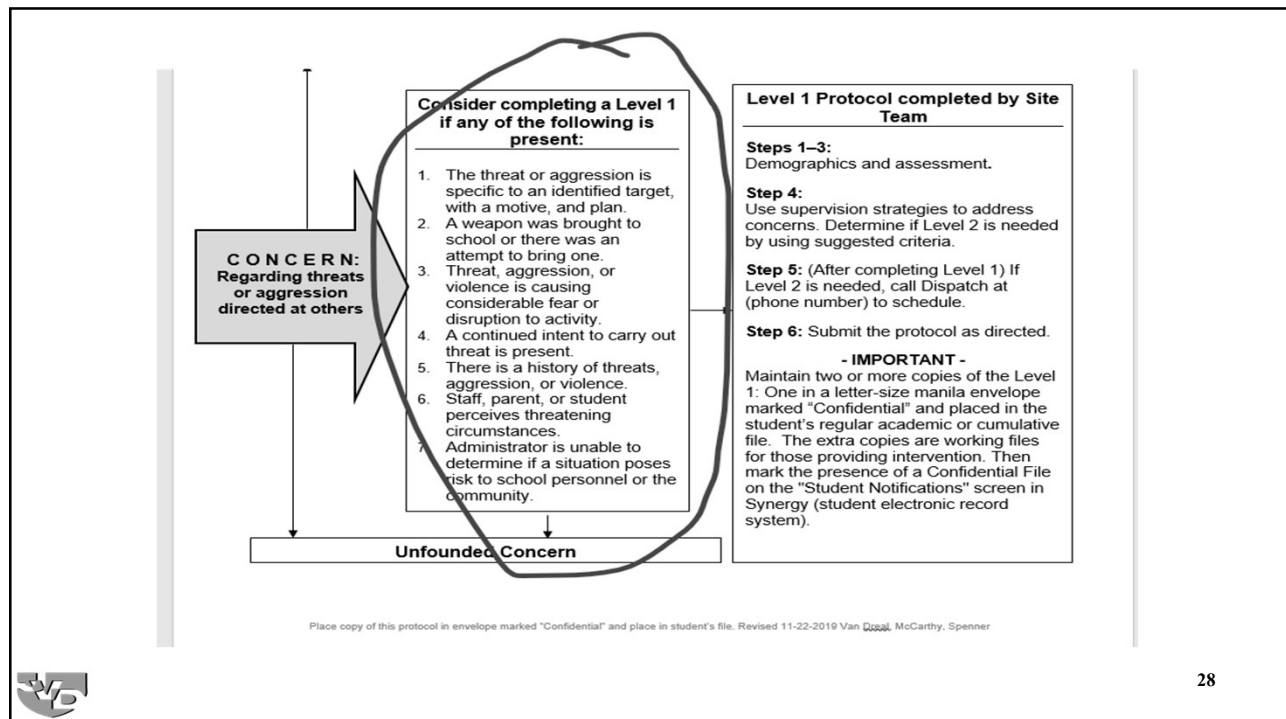 C O N C E R N:
Regarding threats
or aggression
directed at others
Consider completing a Level 1
if any of the following is
present:
1. The threat or aggression is
specific to an identified target,
with a motive, and plan.
2. A weapon was brought to
school or there was an
attempt to bring one.
3. Threat, aggression, or
violence is causing
considerable fear or
disruption to activity.
4. A continued intent to carry out
threat is present.
5. There is a history of threats,
aggression, or violence.
6. Staff, parent, or student
perceives threatening
circumstances.
7. Administrator is unable to
determine if a situation poses
risk to school personnel or the
community.
Unfounded Concern
Level 1 Protocol completed by Site
Team
Steps 1–3:
Demographics and assessment.
Step 4:
Use supervision strategies to address
concerns. Determine if Level 2 is needed
by using suggested criteria.
Step 5: (After completing Level 1) If
Level 2 is needed, call Dispatch at
(phone number) to schedule.
Step 6: Submit the protocol as directed.
- IMPORTANT -
Maintain two or more copies of the Level
1: One in a letter-size manila envelope
marked “Confidential” and placed in the
student’s regular academic or cumulative
file. The extra copies are working files
for those providing intervention. Then
mark the presence of a Confidential File
on the "Student Notifications" screen in
Synergy (student electronic record
system).
Place copy of this protocol in envelope marked "Confidential" and place in student's file. Revised 11-22-2019 Van Dreal, McCarthy, Spenner
28